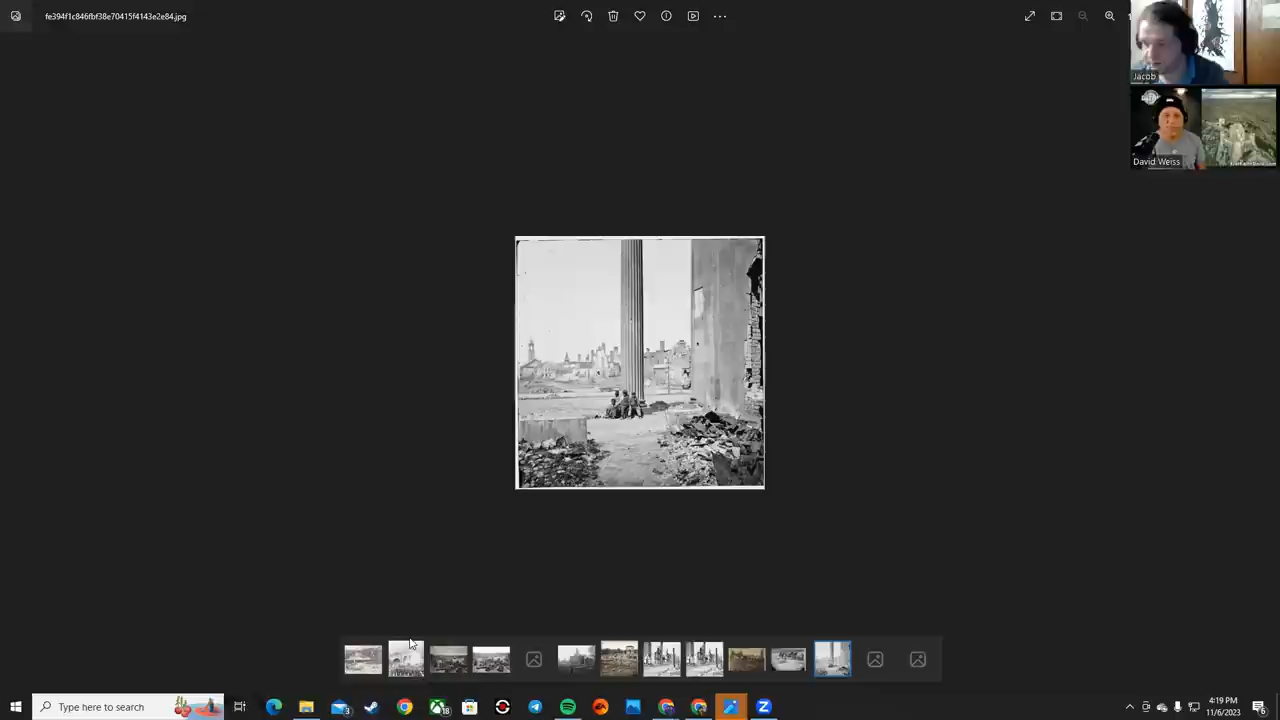 fe394f1c846fbf38e70415f4143e2e84.jpg
Jacob
David Weiss
Type here to search
4:19 PM
11/6/2023